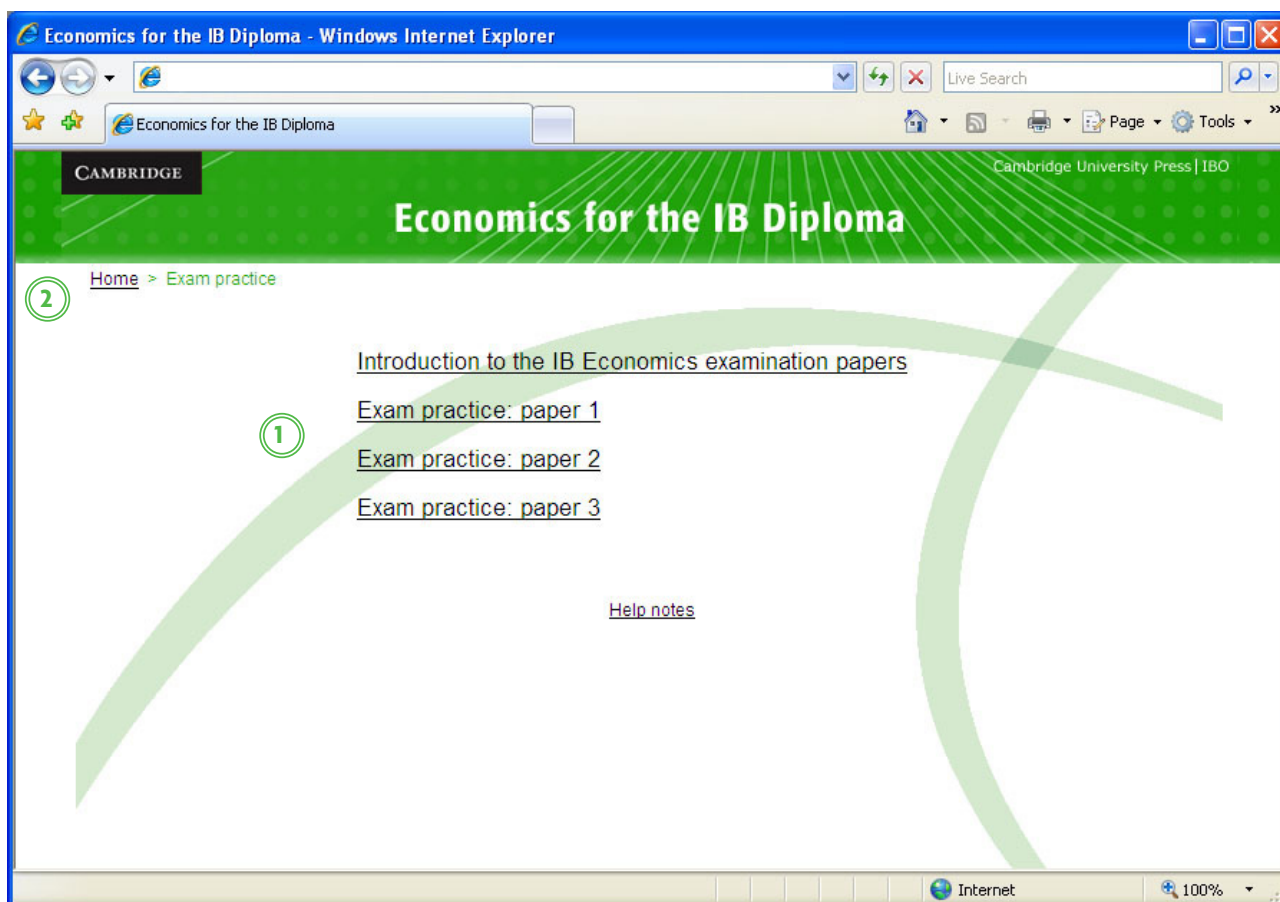 Economics for the IB Diploma - Windows Internet Explorer
Live Search
Economics for the IB Diploma
Page
Tools
»
CAMBRIDGE
Cambridge University Press | IBO
Economics for the IB Diploma
2
Home > Exam practice
Introduction to the IB Economics examination papers
1
Exam practice: paper 1
Exam practice: paper 2
Exam practice: paper 3
Help notes
Internet
100%